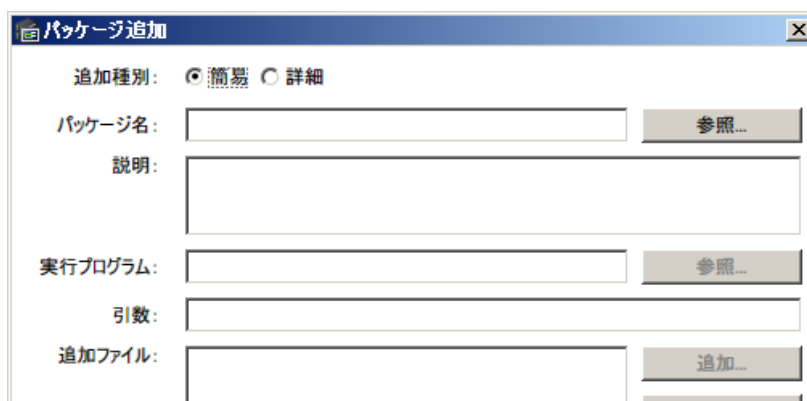 パッケージ追加
追加種別: 簡易 詳細
パッケージ名: 参照...
説明:
実行プログラム: 参照...
引数:
追加ファイル: 追加...